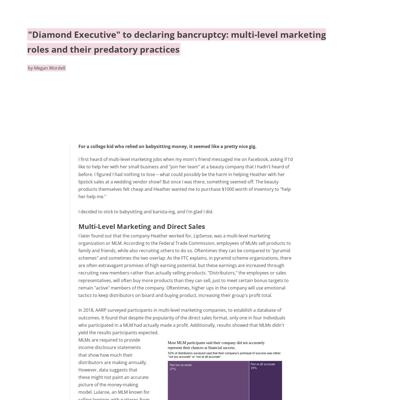 "Diamond Executive" to declaring bancruptcy: multi-level marketing
roles and their predatory practices
by Megan Wordell
For a college kid who relied on babysitting money, it seemed like a pretty nice gig.
I first heard of multi-level marketing jobs when my mom's friend messaged me on Facebook, asking if I'd
like to help her with her small business and "join her team" at a beauty company that I hadn't heard of
before. I figured I had nothing to lose—what could possibly be the harm in helping Heather with her
lipstick sales at a wedding vendor show? But once I was there, something seemed off. The beauty
products themselves felt cheap and Heather wanted me to purchase $1000 worth of inventory to "help
her help me."
I decided to stick to babysitting and barista-ing, and I'm glad I did.
Multi-Level Marketing and Direct Sales
I later found out that the company Heather worked for, LipSense, was a multi-level marketing
organization or MLM. According to the Federal Trade Commission, employees of MLMs sell products to
family and friends, while also recruiting others to do so. Oftentimes they can be compared to "pyramid
schemes" and sometimes the two overlap. As the FTC explains, in pyramid scheme organizations, there
are often extravagant promises of high earning potential, but these earnings are increased through
recruiting new members rather than actually selling products. "Distributors," the employees or sales
representatives, will often buy more products than they can sell, just to meet certain bonus targets or
to remain "active" members of the company. Oftentimes, higher ups in the company will use emotional
tactics to keep distributors on board and buying product, increasing their group's profit total.
In 2018, AARP surveyed participants in multi-level marketing companies, to establish a database of
outcomes. It found that despite the popularity of the direct sales format, only one in four individuals
who participated in a MLM had actually made a profit. Additionally, results showed that MLMs didn't
yield the results participants expected.
MLMs are required to
provide income
disclosure statements
that show how much their
distributors are making annually.
However, data suggests that
these might not paint an accurate
picture of the money-making
model. Lularoe, an MLM known for
Most MLM participants said their company did not accurately
represent their chances at financial success.